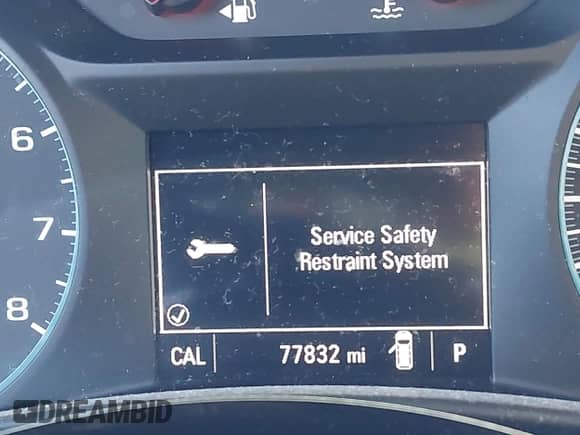 6
7
8
Service Safety
Restraint System
CAL
77832 mi
P
DREAMBID